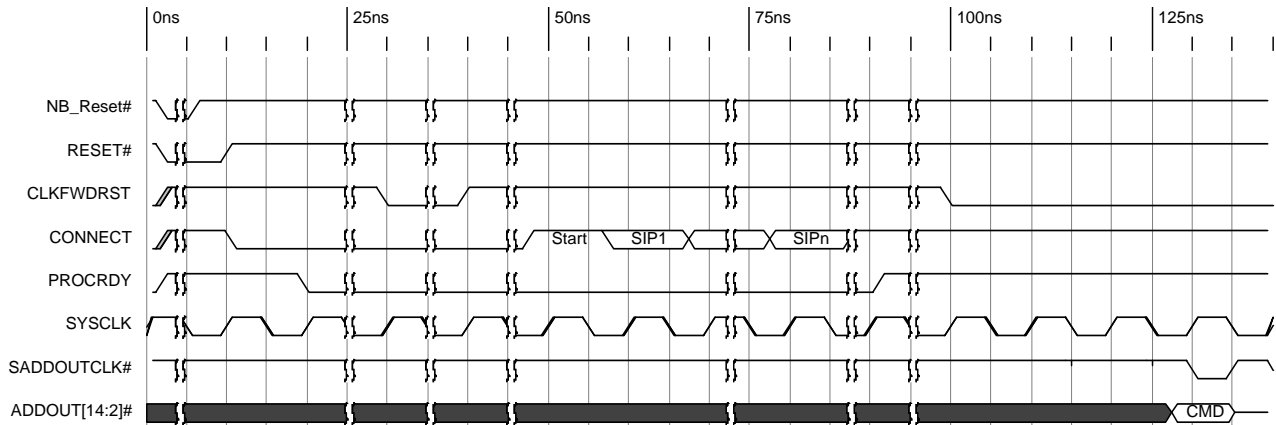 0ns 25ns 50ns 75ns 100ns 125ns
NB_Reset#
RESET#
CLKFWDRST
CONNECT Start SIP1 SIPn
PROCRDY
SYSCLK
SADDOUTCLK#
ADDOUT[14:2]# CMD